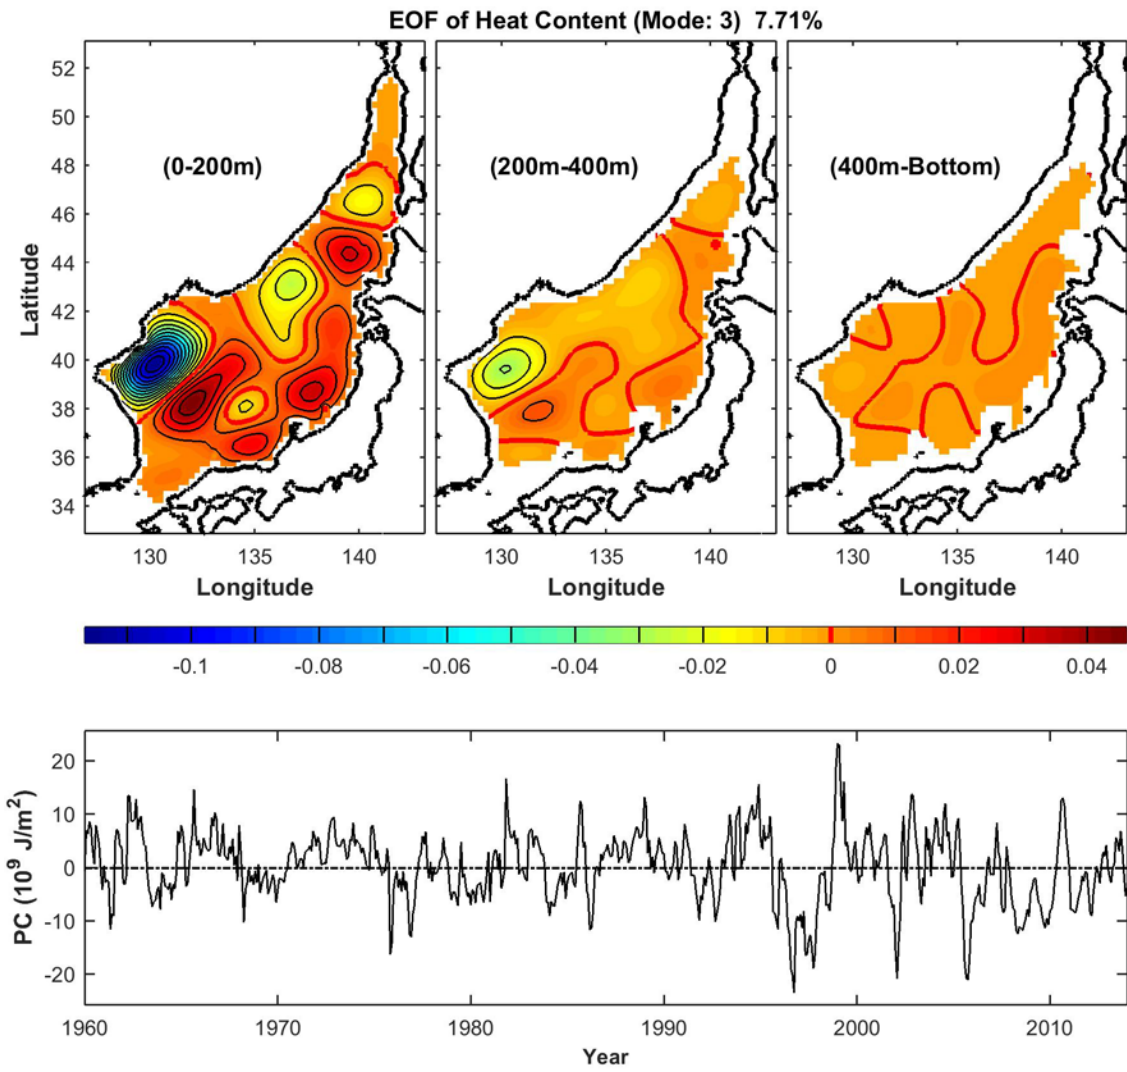 EOF of Heat Content (Mode: 3) 7.71%
(0-200m) (200m-400m) (400m-Bottom)
52
50
48
46
44
42
40
38
36
34
Latitude
130 135 140 130 135 140 130 135 140
Longitude Longitude Longitude
-0.1 -0.08 -0.06 -0.04 -0.02 0 0.02 0.04
20
10
0
-10
-20
PC (10⁹ J/m²)
1960 1970 1980 1990 2000 2010
Year